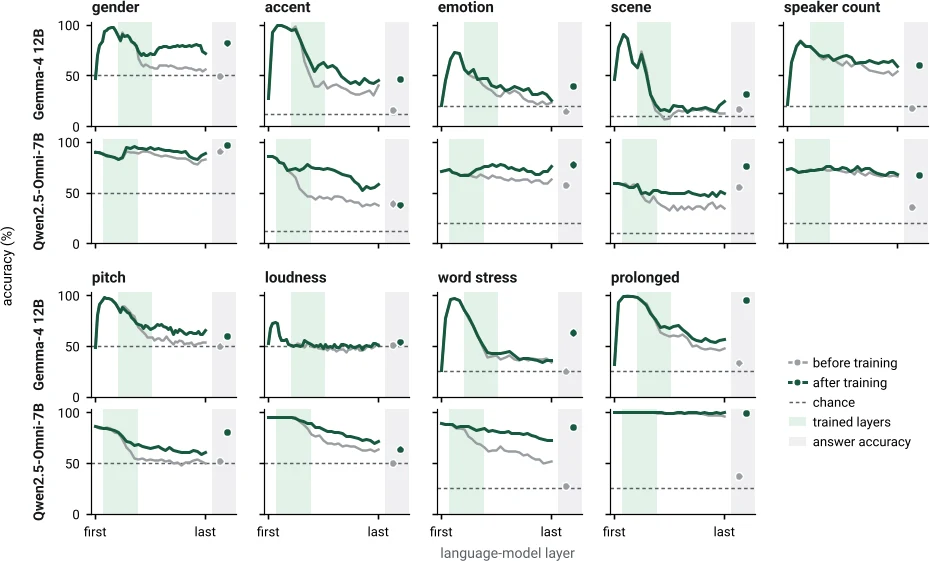 gender
accent
emotion
scene
speaker count
Gemma-4 12B
100
50
0
Qwen2.5-Omni-7B
100
50
0
accuracy (%)
pitch
loudness
word stress
prolonged
Gemma-4 12B
100
50
0
Qwen2.5-Omni-7B
100
50
0
first
last
first
last
first
last
first
last
language-model layer
before training
after training
chance
trained layers
answer accuracy